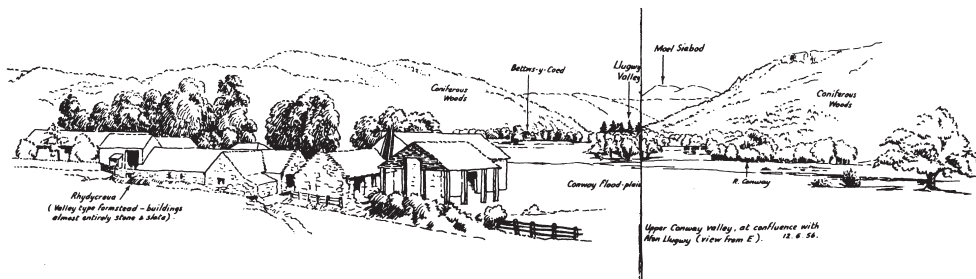 Moel Siabod
Llugwy
Valley
Bettws-y-Coed
Coniferous
Woods
Coniferous
Woods
Conway Flood-plain
R. Conway
Rhydycreua
(Valley type farmstead - buildings
almost entirely stone & slate)
Upper Conway valley, at confluence with
Afon Llugwy (view from E). 12.6.56.